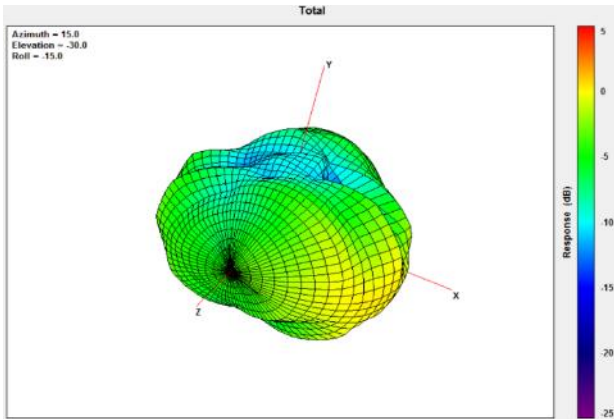 Total
Azimuth = 15.0
Elevation = -30.0
Roll = -15.0
Y
X
Z
5
0
-5
-10
-15
-20
-25
Response (dB)